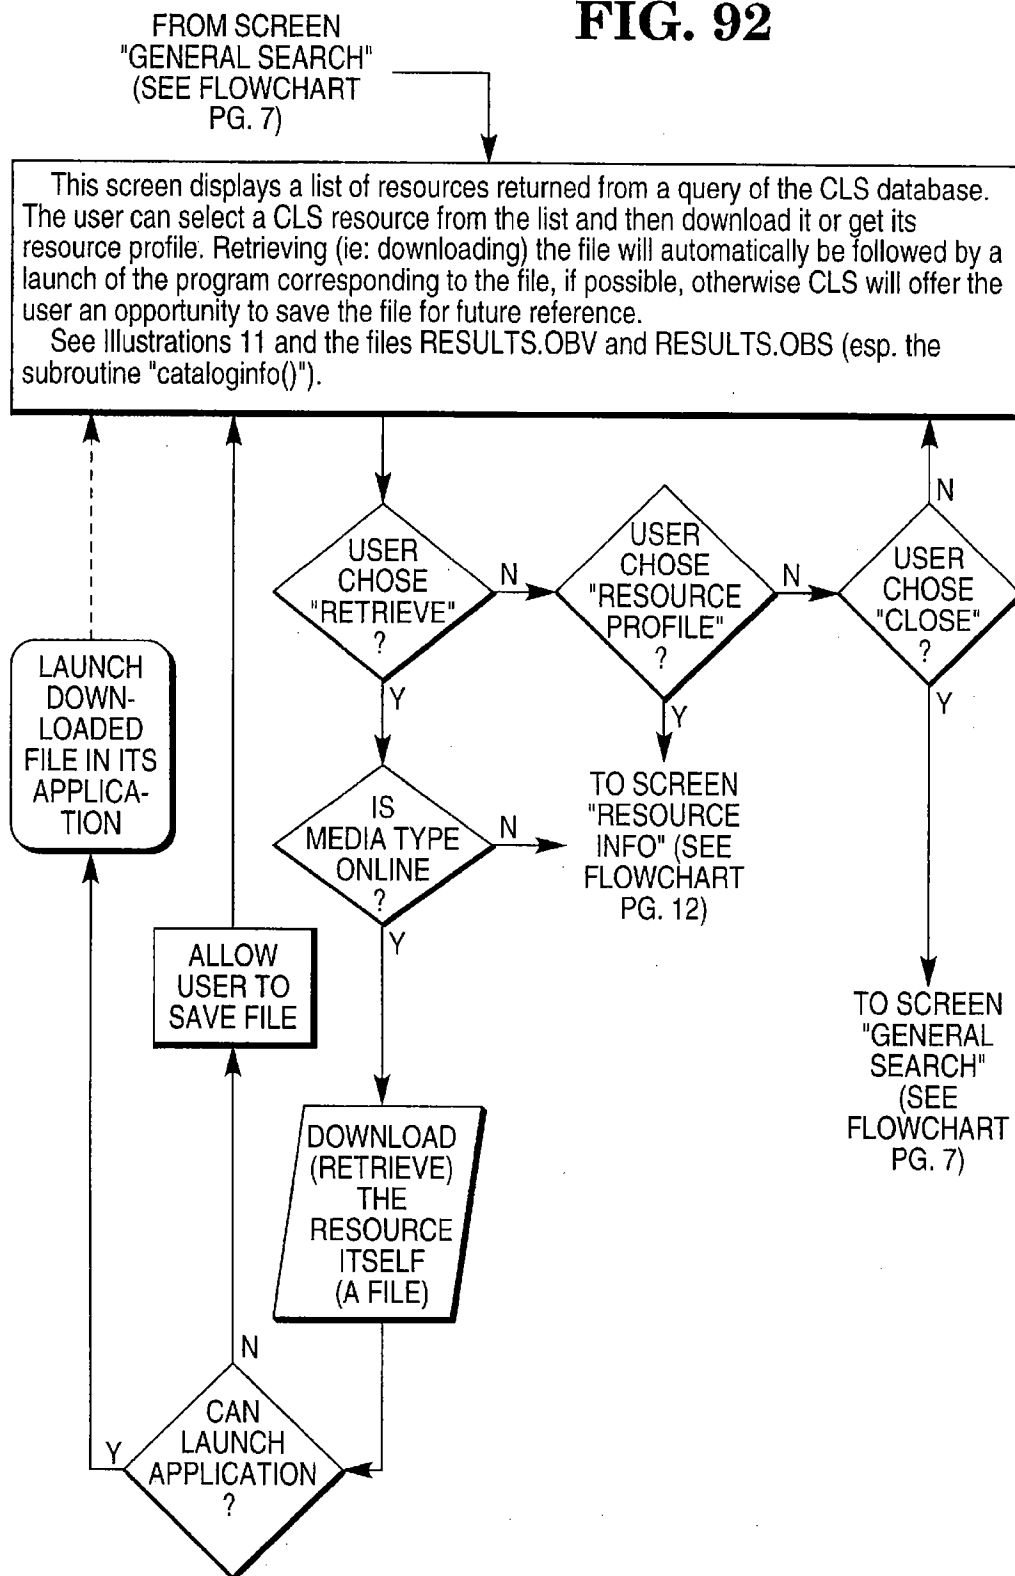 FIG. 92
FROM SCREEN
"GENERAL SEARCH"
(SEE FLOWCHART
PG. 7)
This screen displays a list of resources returned from a query of the CLS database.
The user can select a CLS resource from the list and then download it or get its
resource profile. Retrieving (ie: downloading) the file will automatically be followed by a
launch of the program corresponding to the file, if possible, otherwise CLS will offer the
user an opportunity to save the file for future reference.
See Illustrations 11 and the files RESULTS.OBV and RESULTS.OBS (esp. the
subroutine "cataloginfo()").
USER
CHOSE
"RETRIEVE"
?
N
Y
USER
CHOSE
"RESOURCE
PROFILE"
?
N
Y
USER
CHOSE
"CLOSE"
?
N
Y
LAUNCH
DOWN-
LOADED
FILE IN ITS
APPLICA-
TION
IS
MEDIA TYPE
ONLINE
?
N
Y
TO SCREEN
"RESOURCE
INFO" (SEE
FLOWCHART
PG. 12)
ALLOW
USER TO
SAVE FILE
TO SCREEN
"GENERAL
SEARCH"
(SEE
FLOWCHART
PG. 7)
DOWNLOAD
(RETRIEVE)
THE
RESOURCE
ITSELF
(A FILE)
N
Y
CAN
LAUNCH
APPLICATION
?